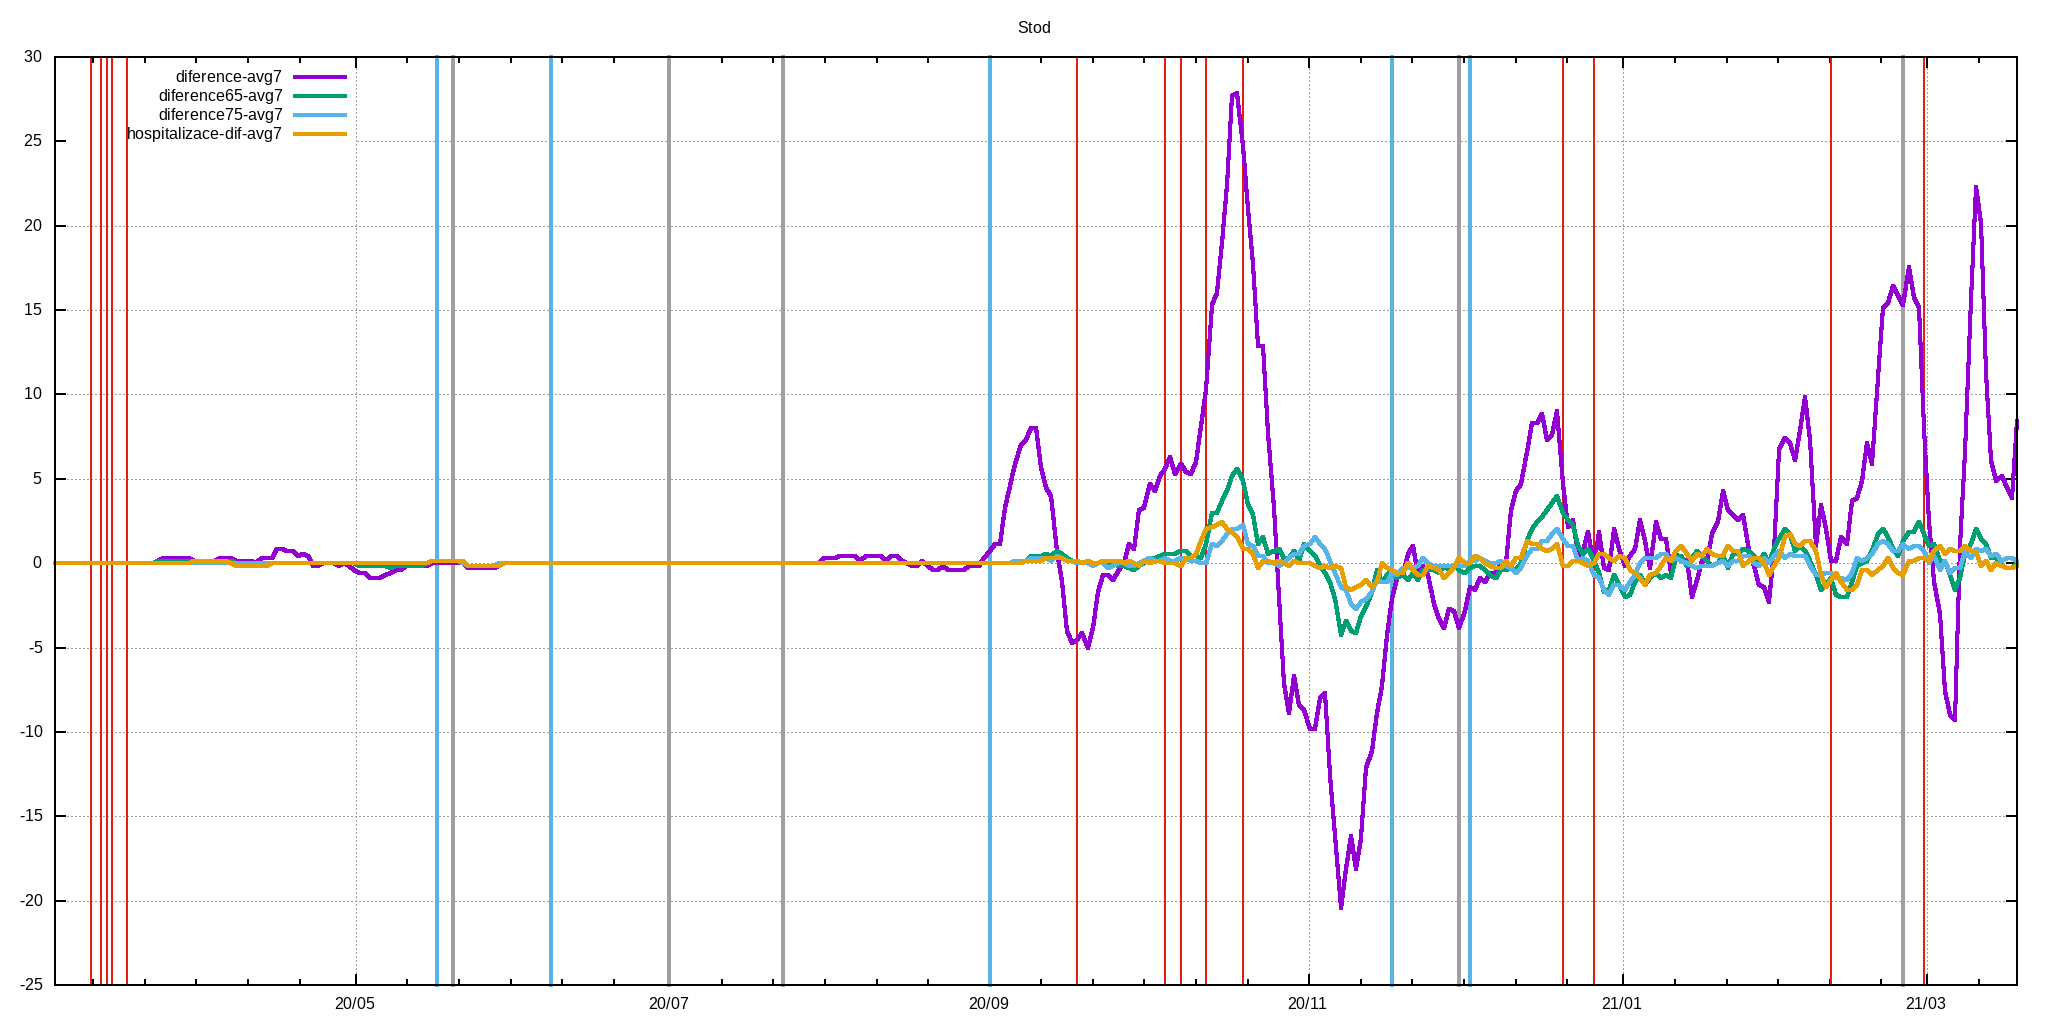 Stod
diference-avg7
diference65-avg7
diference75-avg7
hospitalizace-dif-avg7
30
25
20
15
10
5
0
-5
-10
-15
-20
-25
20/05 20/07 20/09 20/11 21/01 21/03